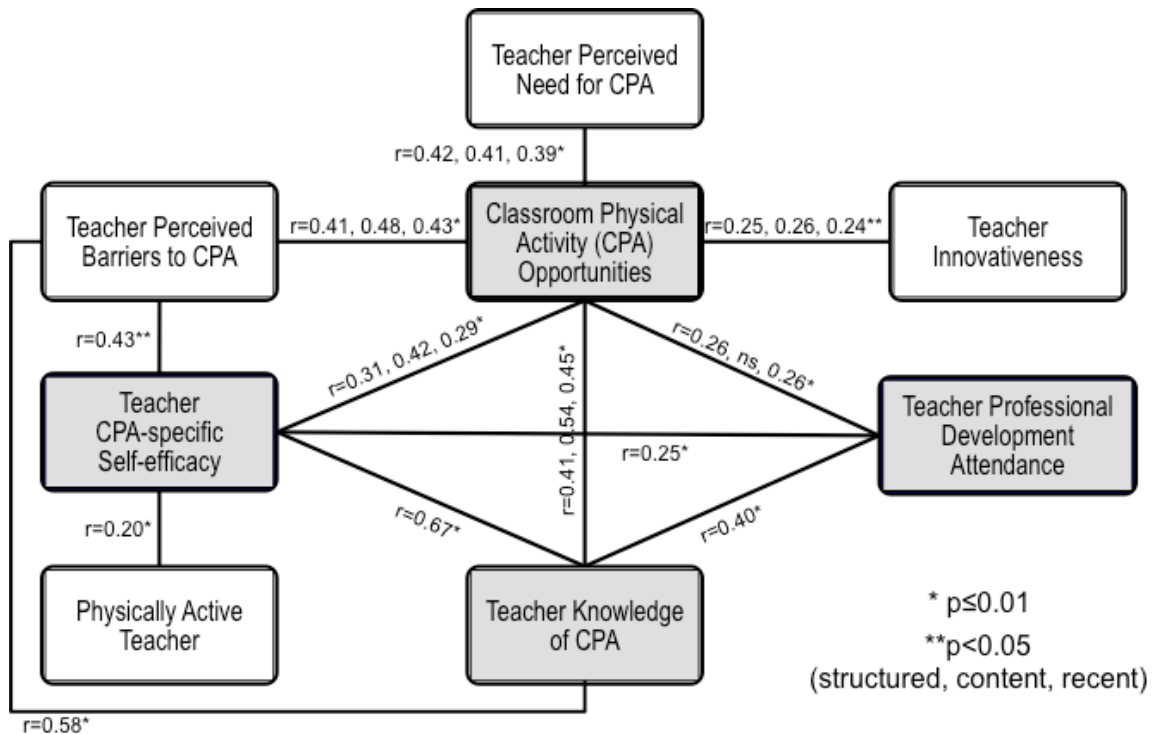 Teacher Perceived
Need for CPA
r=0.42, 0.41, 0.39*
Teacher Perceived
Barriers to CPA
r=0.41, 0.48, 0.43*
Classroom Physical
Activity (CPA)
Opportunities
r=0.25, 0.26, 0.24**
Teacher
Innovativeness
r=0.43**
r=0.31, 0.42, 0.29*
r=0.41, 0.54, 0.45*
r=0.26, ns, 0.26*
Teacher
CPA-specific
Self-efficacy
r=0.25*
Teacher Professional
Development
Attendance
r=0.20*
r=0.67*
r=0.40*
Physically Active
Teacher
Teacher Knowledge
of CPA
* p≤0.01
**p<0.05
(structured, content, recent)
r=0.58*